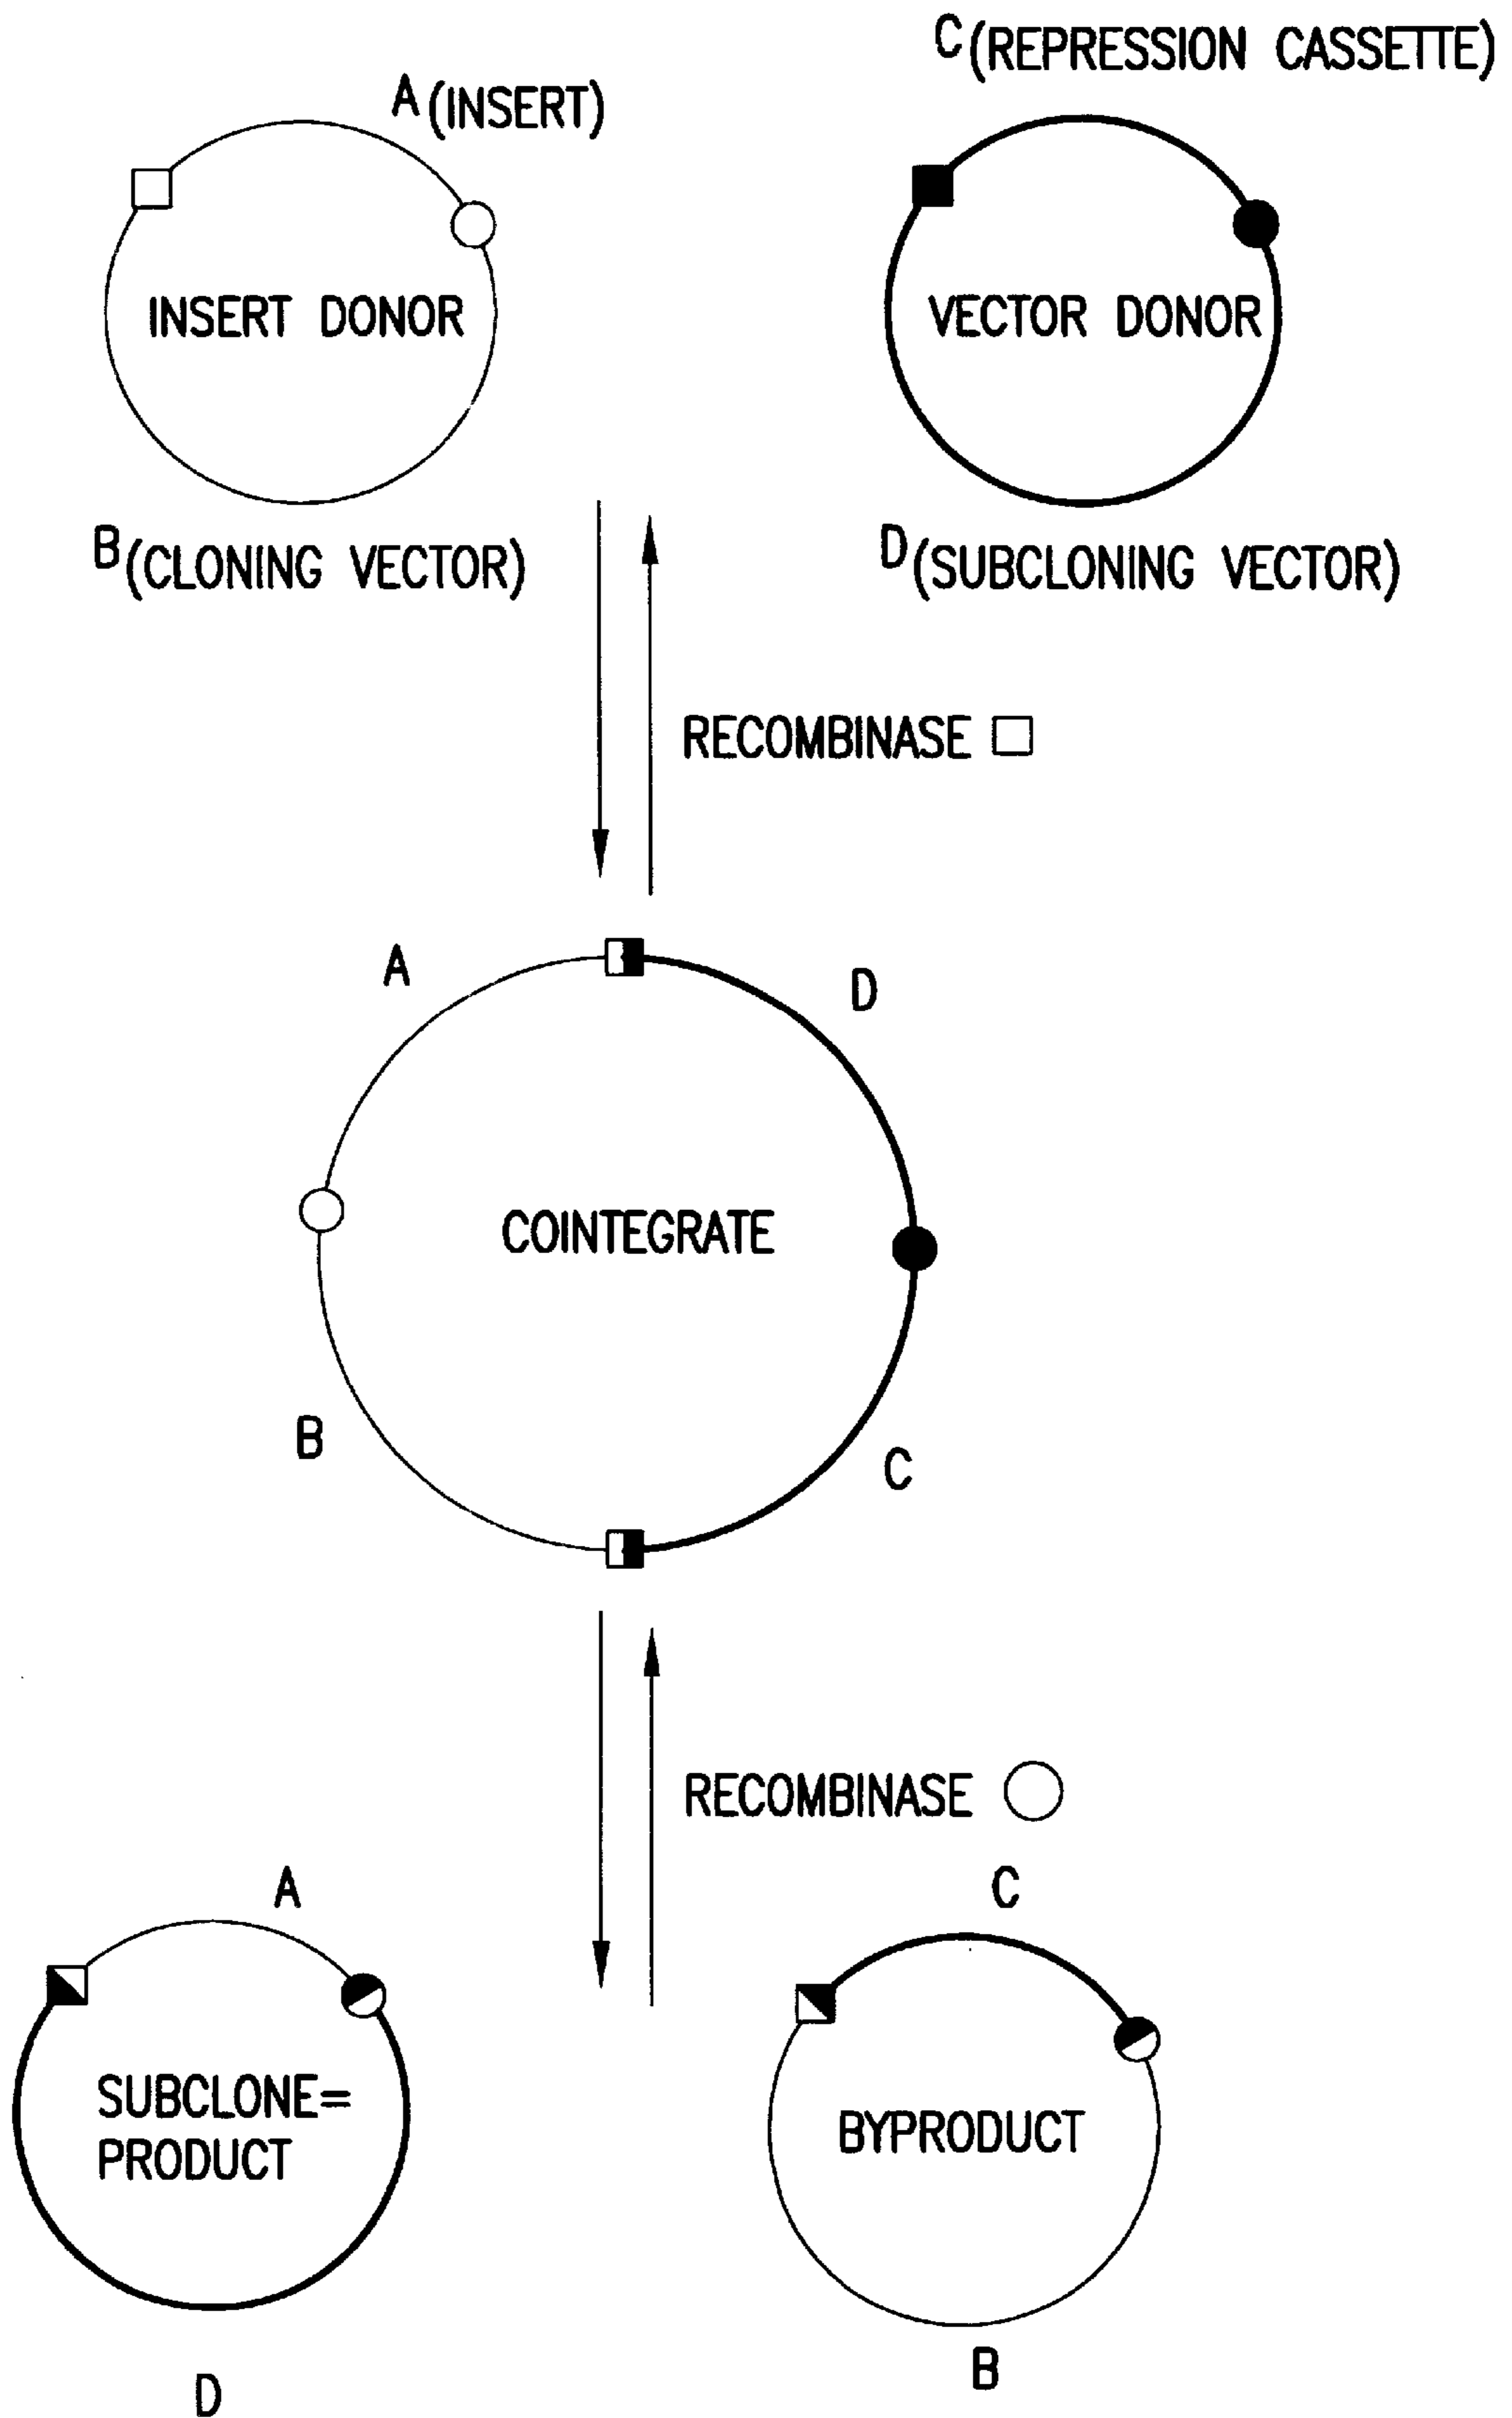 A (INSERT)
C (REPRESSION CASSETTE)
INSERT DONOR
VECTOR DONOR
B (CLONING VECTOR)
D (SUBCLONING VECTOR)
RECOMBINASE
A
D
COINTEGRATE
B
C
RECOMBINASE
A
C
SUBCLONE=
PRODUCT
BYPRODUCT
D
B